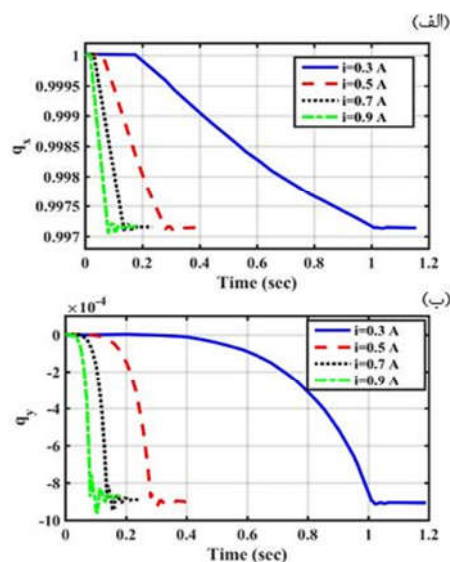 (الف)
1
0.9995
0.999
0.9985
0.998
0.9975
0.997
q_x
i=0.3 A
i=0.5 A
i=0.7 A
i=0.9 A
0 0.2 0.4 0.6 0.8 1 1.2
Time (sec)
(ب)
×10⁻⁴
0
-2
-4
-6
-8
-10
q_y
i=0.3 A
i=0.5 A
i=0.7 A
i=0.9 A
0 0.2 0.4 0.6 0.8 1 1.2
Time (sec)